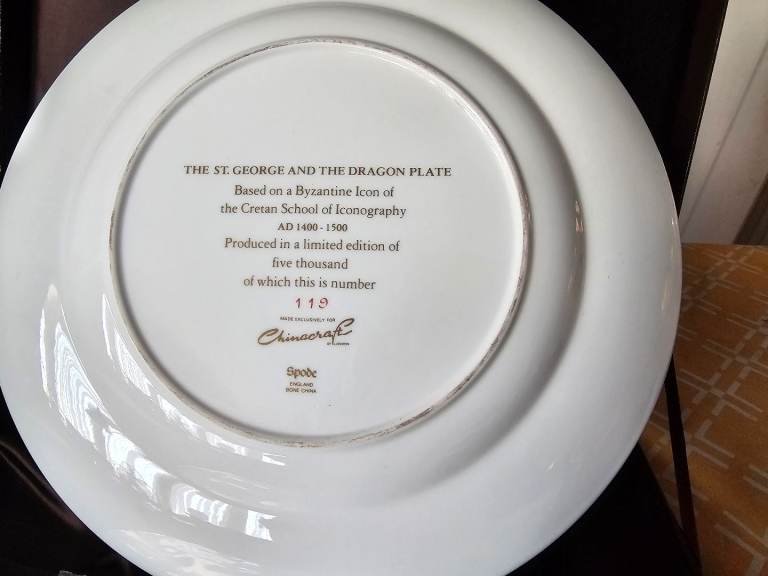 THE ST. GEORGE AND THE DRAGON PLATE
Based on a Byzantine Icon of
the Cretan School of Iconography
AD 1400 - 1500
Produced in a limited edition of
five thousand
of which this is number
119
MADE EXCLUSIVELY FOR
Chinacraft
OF LONDON
Spode
ENGLAND
BONE CHINA